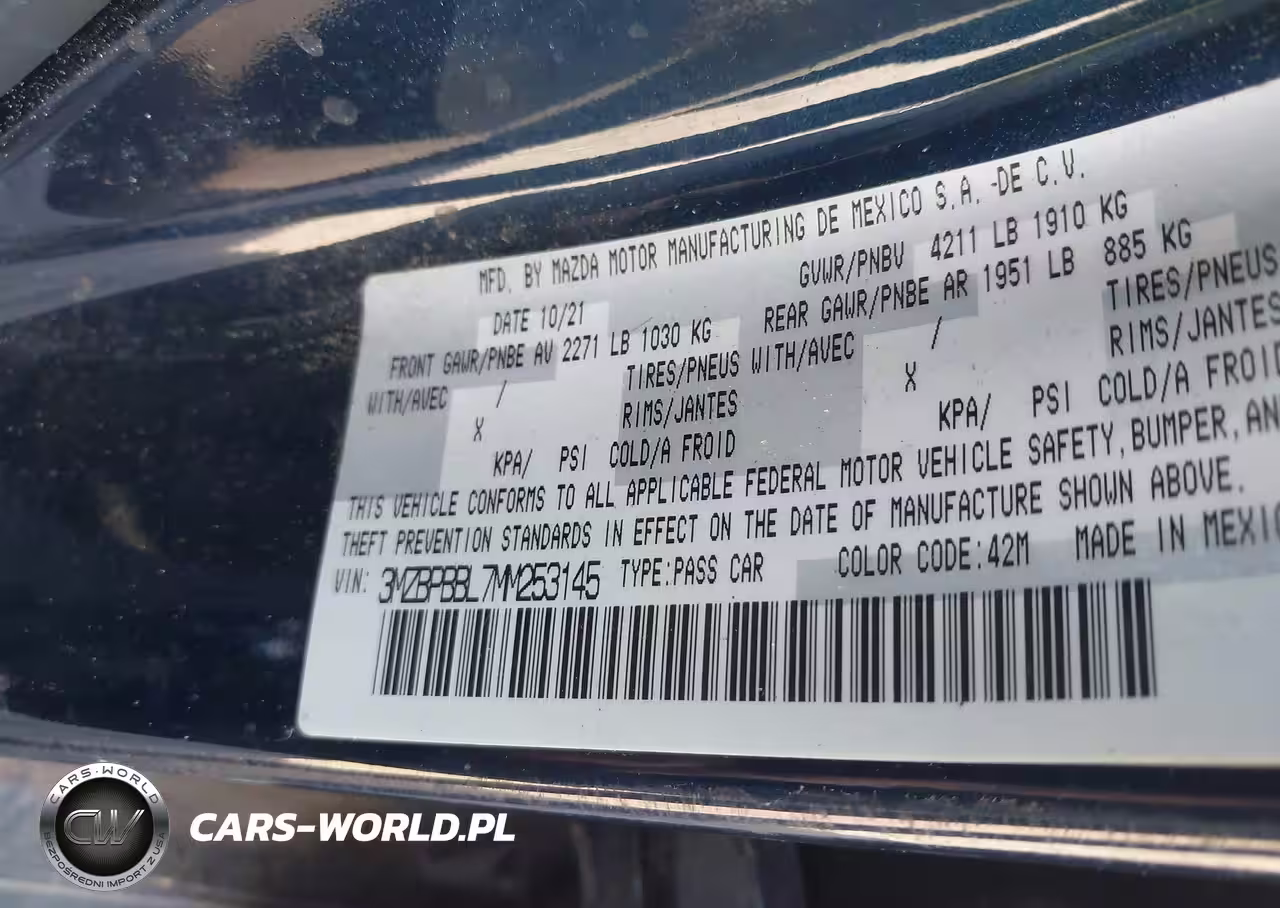 MFD. BY MAZDA MOTOR MANUFACTURING DE MEXICO S.A. -DE C.V.
DATE 10/21 GVWR/PNBV 4211 LB 1910 KG
FRONT GAWR/PNBE AV 2271 LB 1030 KG REAR GAWR/PNBE AR 1951 LB 885 KG
WITH/AVEC / TIRES/PNEUS WITH/AVEC / TIRES/PNEUS
X RIMS/JANTES X RIMS/JANTES
KPA/ PSI COLD/A FROID KPA/ PSI COLD/A FROID
THIS VEHICLE CONFORMS TO ALL APPLICABLE FEDERAL MOTOR VEHICLE SAFETY, BUMPER, AN
THEFT PREVENTION STANDARDS IN EFFECT ON THE DATE OF MANUFACTURE SHOWN ABOVE.
VIN: 3MZBPBBL7MM253145 TYPE:PASS CAR COLOR CODE:42M MADE IN MEXIC
CARS-WORLD
CW
BEZPOŚREDNI IMPORT Z USA
CARS-WORLD.PL